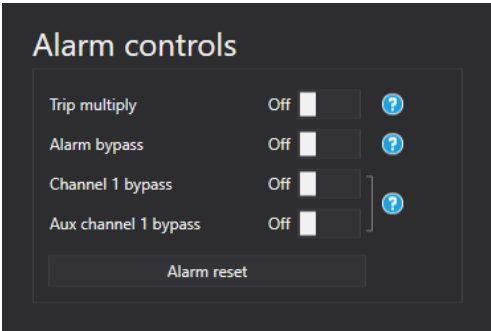 Alarm controls
Trip multiply Off ?
Alarm bypass Off ?
Channel 1 bypass Off
?
Aux channel 1 bypass Off
Alarm reset